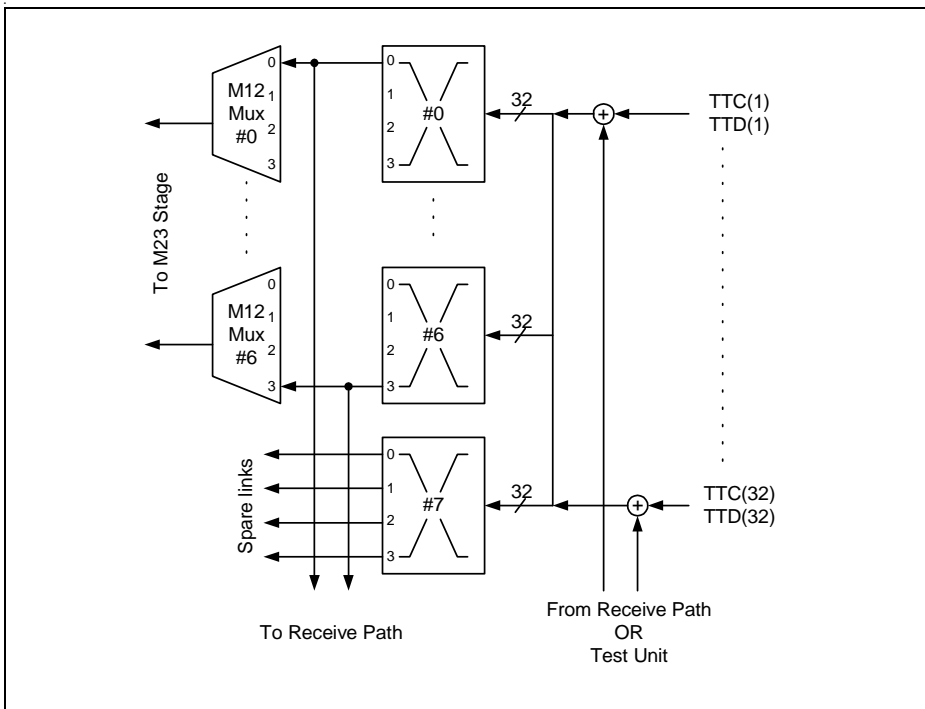 0
M12
Mux
#0
1
2
3
0
1
2
3
#0
32
+
TTC(1)
TTD(1)
To M23 Stage
0
M12
Mux
#6
1
2
3
0
1
2
3
#6
32
Spare links
0
1
2
3
#7
32
+
TTC(32)
TTD(32)
To Receive Path
From Receive Path
OR
Test Unit